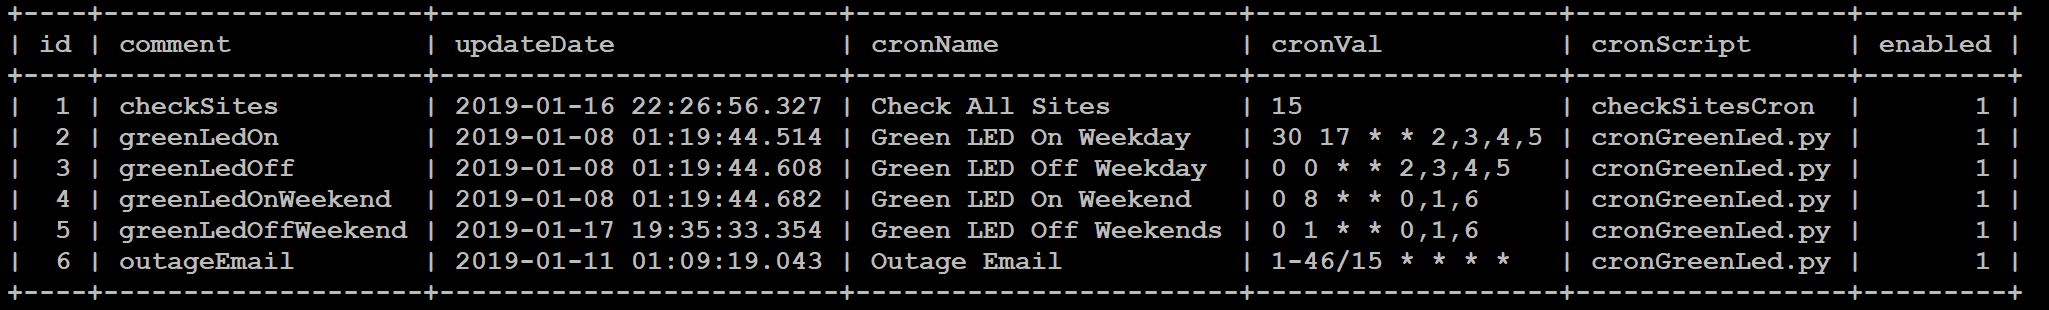 +----+--------------------+-------------------------+------------------------+-------------------+-----------------+---------+
| id | comment            | updateDate              | cronName               | cronVal           | cronScript      | enabled |
+----+--------------------+-------------------------+------------------------+-------------------+-----------------+---------+
|  1 | checkSites         | 2019-01-16 22:26:56.327 | Check All Sites        | 15                | checkSitesCron  |       1 |
|  2 | greenLedOn         | 2019-01-08 01:19:44.514 | Green LED On Weekday   | 30 17 * * 2,3,4,5 | cronGreenLed.py |       1 |
|  3 | greenLedOff        | 2019-01-08 01:19:44.608 | Green LED Off Weekday  | 0 0 * * 2,3,4,5   | cronGreenLed.py |       1 |
|  4 | greenLedOnWeekend  | 2019-01-08 01:19:44.682 | Green LED On Weekend   | 0 8 * * 0,1,6     | cronGreenLed.py |       1 |
|  5 | greenLedOffWeekend | 2019-01-17 19:35:33.354 | Green LED Off Weekends | 0 1 * * 0,1,6     | cronGreenLed.py |       1 |
|  6 | outageEmail        | 2019-01-11 01:09:19.043 | Outage Email           | 1-46/15 * * * *   | cronGreenLed.py |       1 |
+----+--------------------+-------------------------+------------------------+-------------------+-----------------+---------+